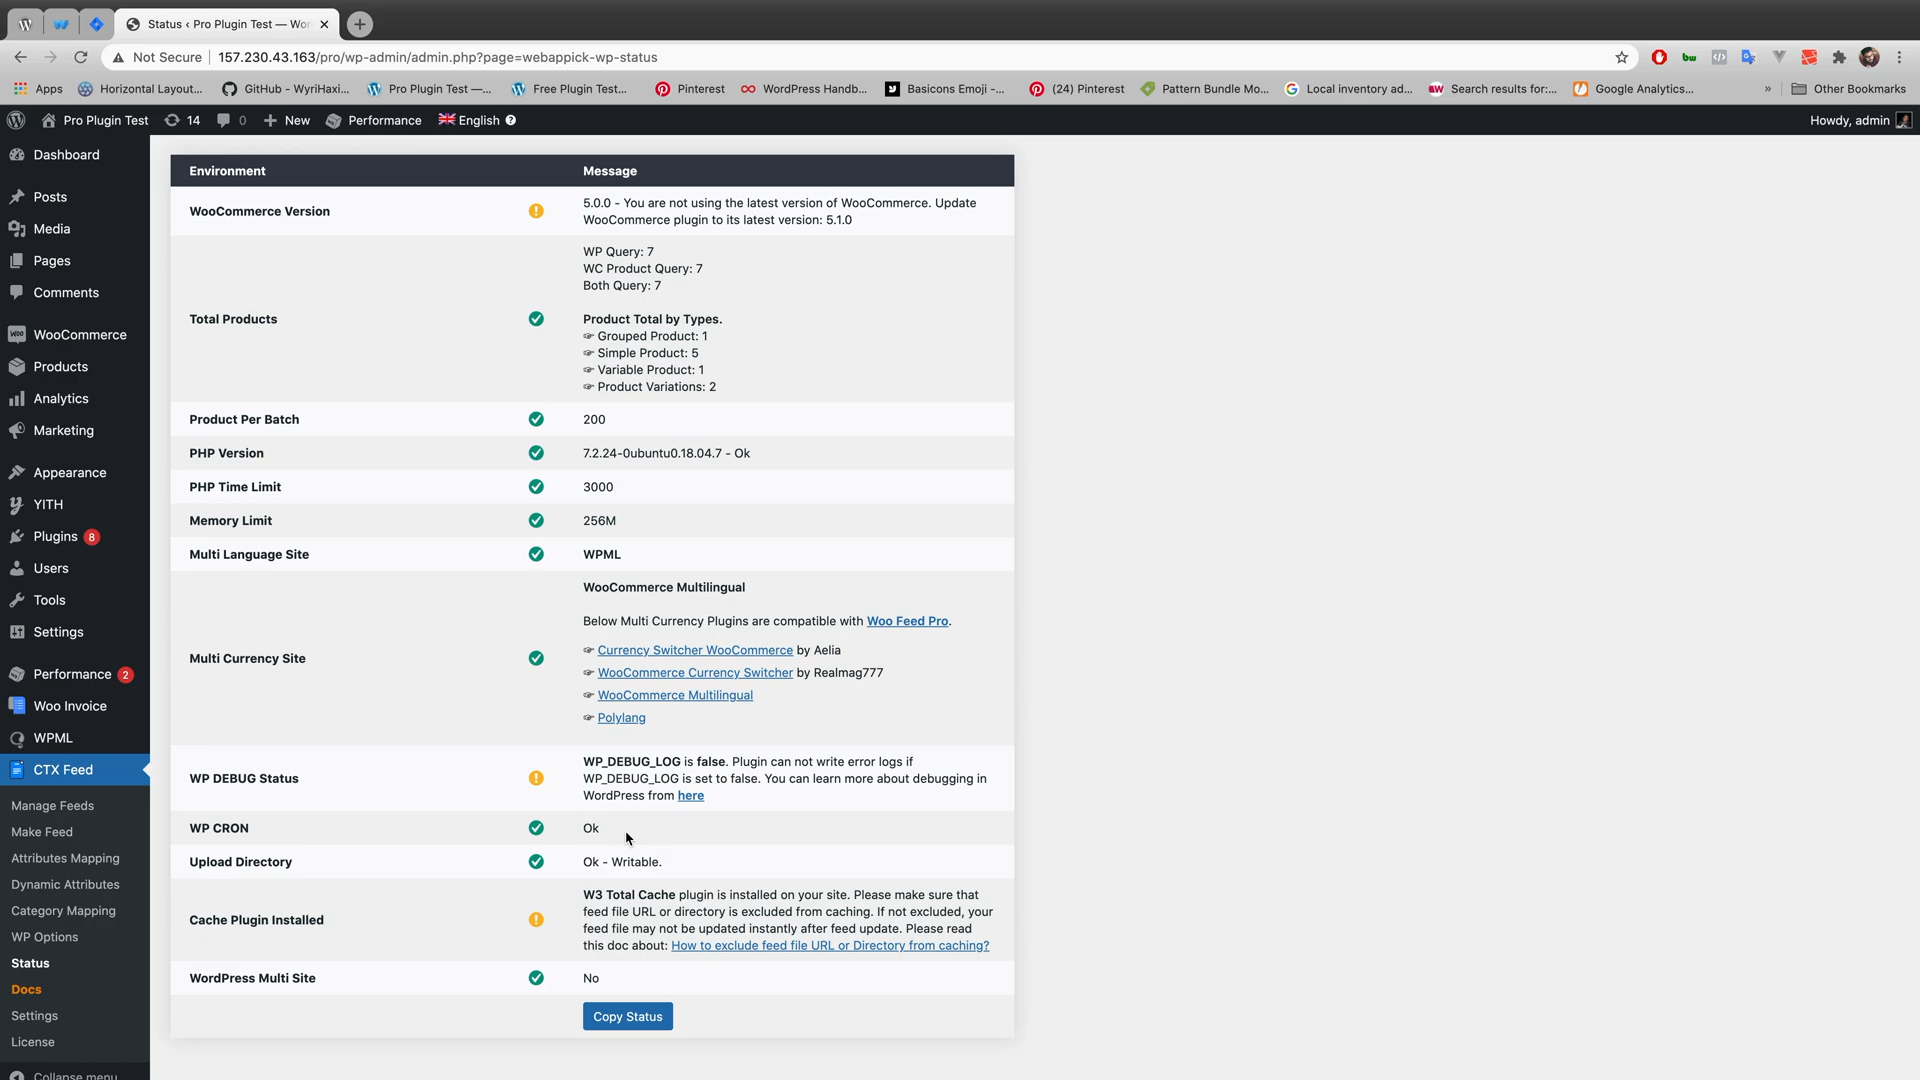 Status ‹ Pro Plugin Test — Wor
Not Secure
157.230.43.163/pro/wp-admin/admin.php?page=webappick-wp-status
Apps
Horizontal Layout...
GitHub - WyriHaxi...
Pro Plugin Test —...
Free Plugin Test...
Pinterest
WordPress Handb...
Basicons Emoji -...
(24) Pinterest
Pattern Bundle Mo...
Local inventory ad...
Search results for:...
Google Analytics...
»
Other Bookmarks
Pro Plugin Test
14
0
New
Performance
English
Howdy, admin
Dashboard
Posts
Media
Pages
Comments
WooCommerce
Products
Analytics
Marketing
Appearance
YITH
Plugins 8
Users
Tools
Settings
Performance 2
Woo Invoice
WPML
CTX Feed
Manage Feeds
Make Feed
Attributes Mapping
Dynamic Attributes
Category Mapping
WP Options
Status
Docs
Settings
License
Collapse menu
Environment
Message
WooCommerce Version
5.0.0 - You are not using the latest version of WooCommerce. Update
WooCommerce plugin to its latest version: 5.1.0
Total Products
WP Query: 7
WC Product Query: 7
Both Query: 7
Product Total by Types.
☞ Grouped Product: 1
☞ Simple Product: 5
☞ Variable Product: 1
☞ Product Variations: 2
Product Per Batch
200
PHP Version
7.2.24-0ubuntu0.18.04.7 - Ok
PHP Time Limit
3000
Memory Limit
256M
Multi Language Site
WPML
Multi Currency Site
WooCommerce Multilingual
Below Multi Currency Plugins are compatible with Woo Feed Pro.
☞ Currency Switcher WooCommerce by Aelia
☞ WooCommerce Currency Switcher by Realmag777
☞ WooCommerce Multilingual
☞ Polylang
WP DEBUG Status
WP_DEBUG_LOG is false. Plugin can not write error logs if
WP_DEBUG_LOG is set to false. You can learn more about debugging in
WordPress from here
WP CRON
Ok
Upload Directory
Ok - Writable.
Cache Plugin Installed
W3 Total Cache plugin is installed on your site. Please make sure that
feed file URL or directory is excluded from caching. If not excluded, your
feed file may not be updated instantly after feed update. Please read
this doc about: How to exclude feed file URL or Directory from caching?
WordPress Multi Site
No
Copy Status